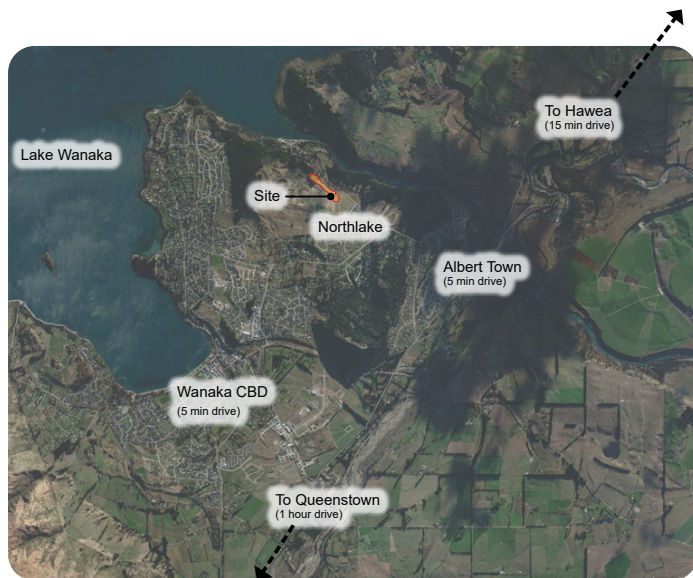 To Hawea
(15 min drive)
Lake Wanaka
Site
Northlake
Albert Town
(5 min drive)
Wanaka CBD
(5 min drive)
To Queenstown
(1 hour drive)